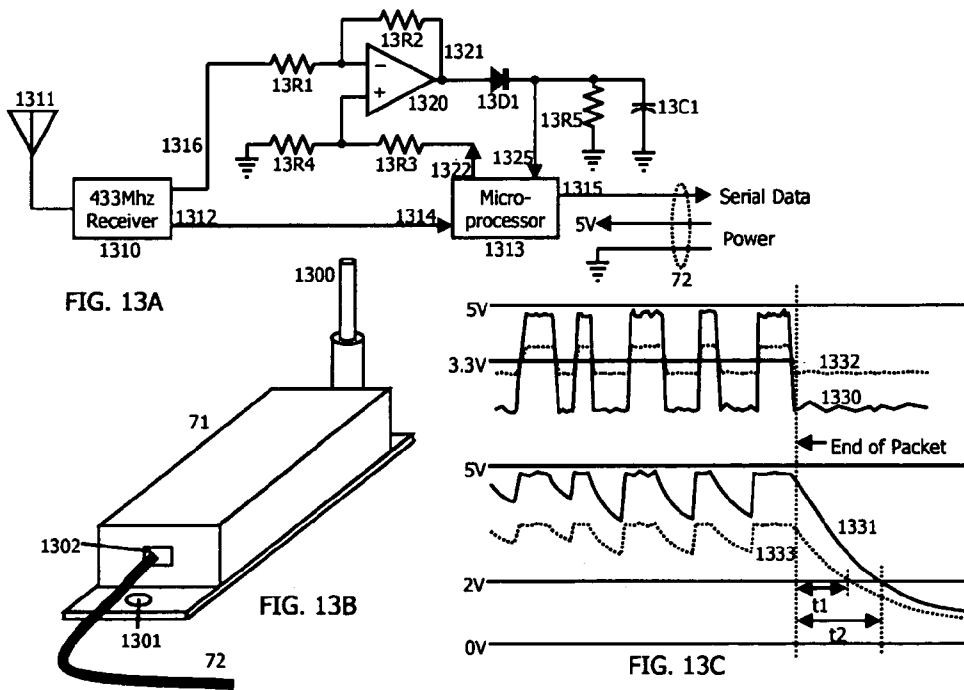 13R2
1321
1311
13R1
−
+
1320
13D1
13R5
13C1
1316
13R4
13R3
1322
1325
433Mhz
Receiver
1310
1312
1314
Micro-
processor
1313
1315
Serial Data
5V
Power
72
FIG. 13A
1300
71
1302
1301
72
FIG. 13B
5V
3.3V
1332
1330
End of Packet
5V
1331
1333
2V
t1
t2
0V
FIG. 13C